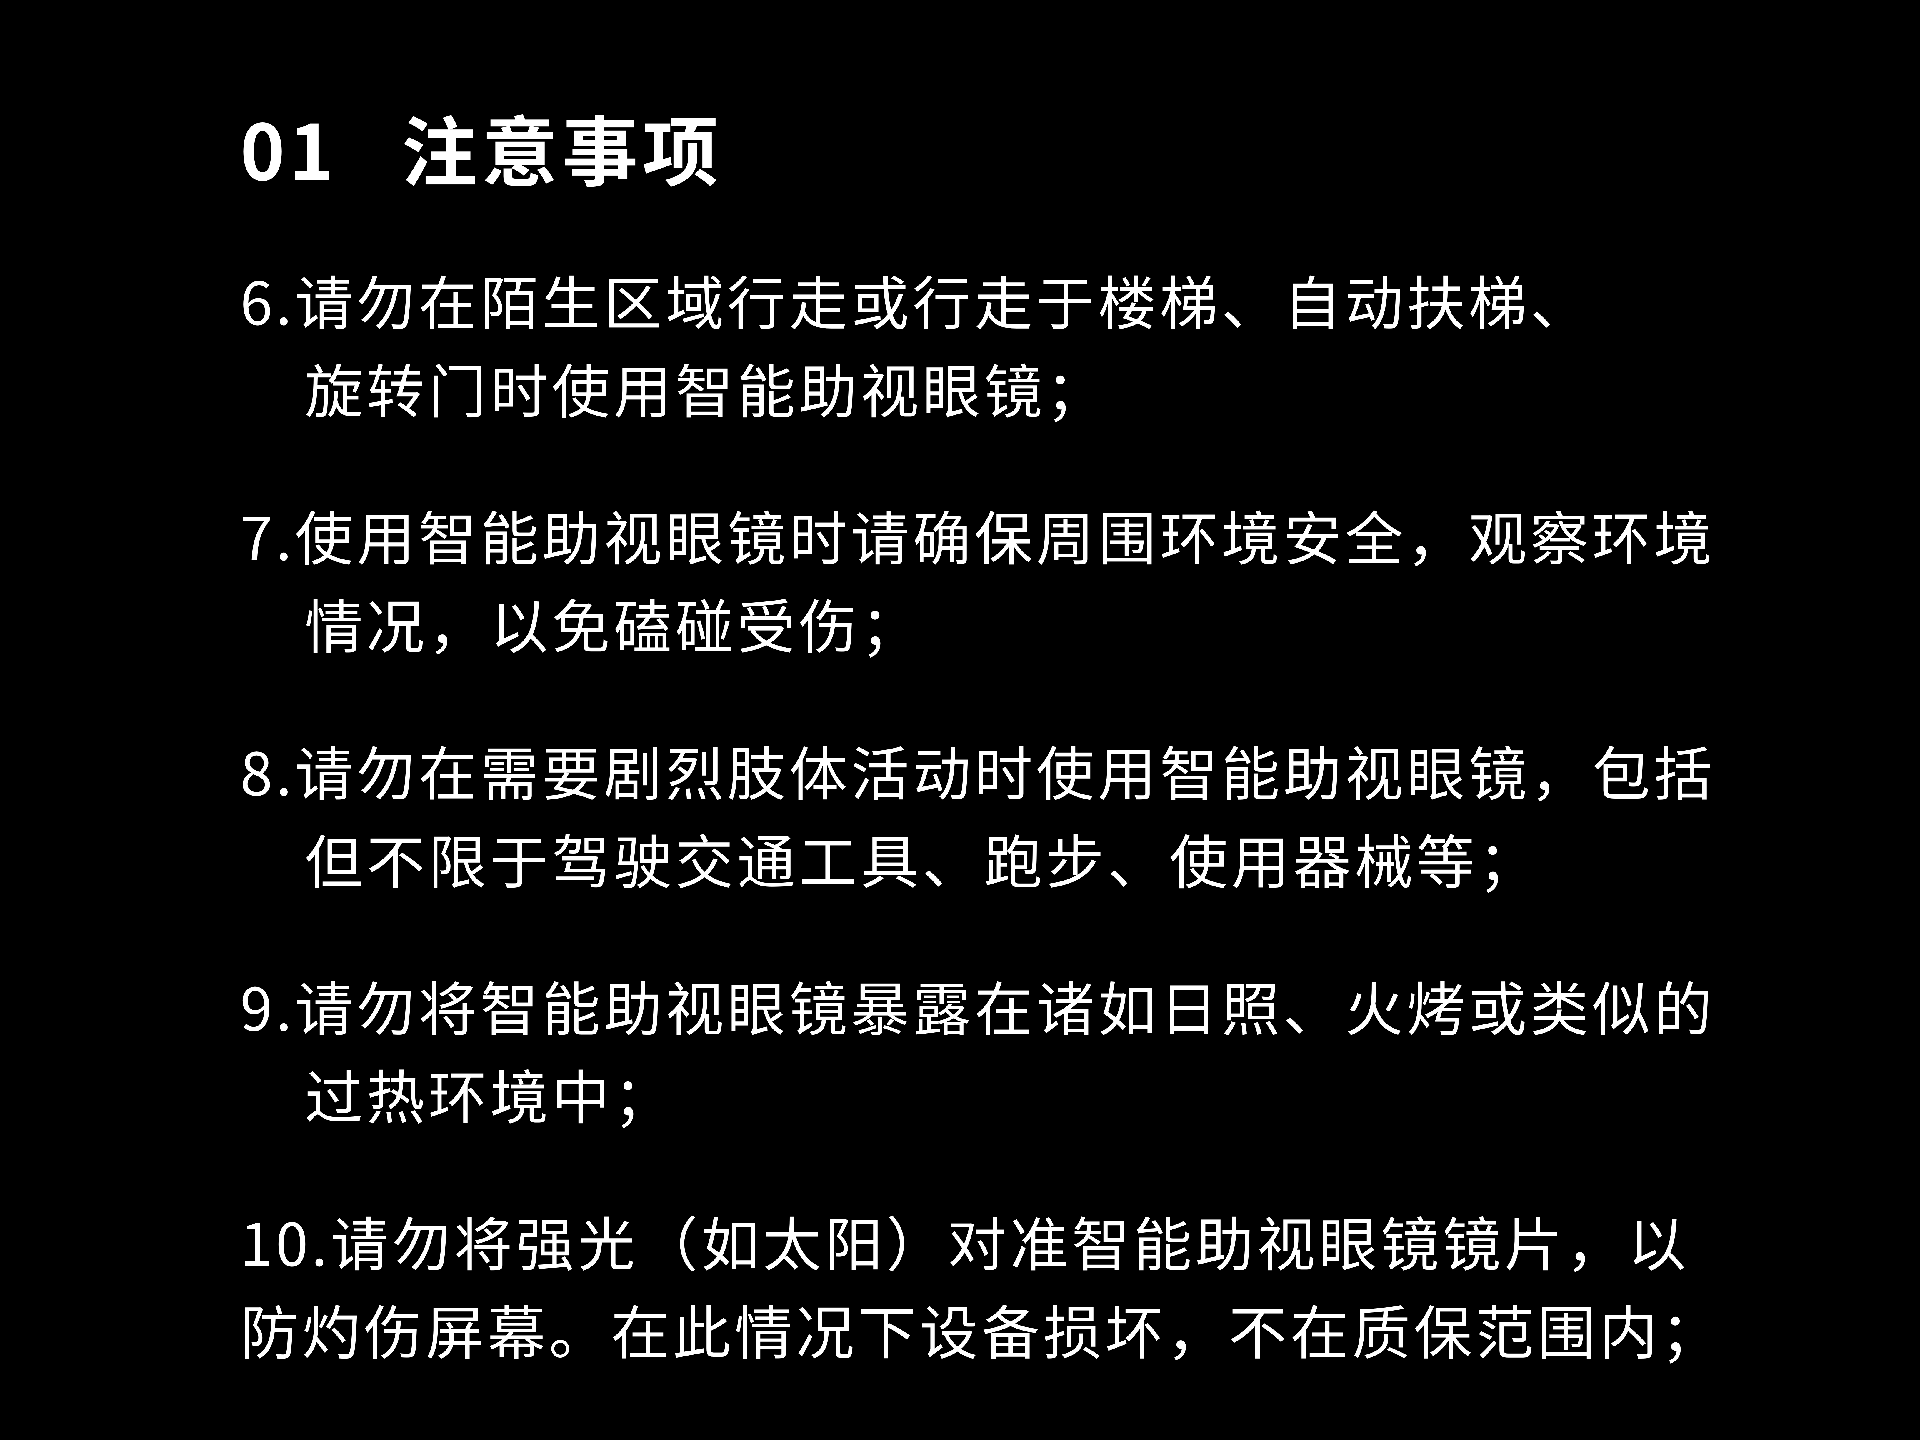 01 注意事项
6.请勿在陌生区域行走或行走于楼梯、自动扶梯、
旋转门时使用智能助视眼镜；
7.使用智能助视眼镜时请确保周围环境安全，观察环境
情况，以免磕碰受伤；
8.请勿在需要剧烈肢体活动时使用智能助视眼镜，包括
但不限于驾驶交通工具、跑步、使用器械等；
9.请勿将智能助视眼镜暴露在诸如日照、火烤或类似的
过热环境中；
10.请勿将强光（如太阳）对准智能助视眼镜镜片，以
防灼伤屏幕。在此情况下设备损坏，不在质保范围内；